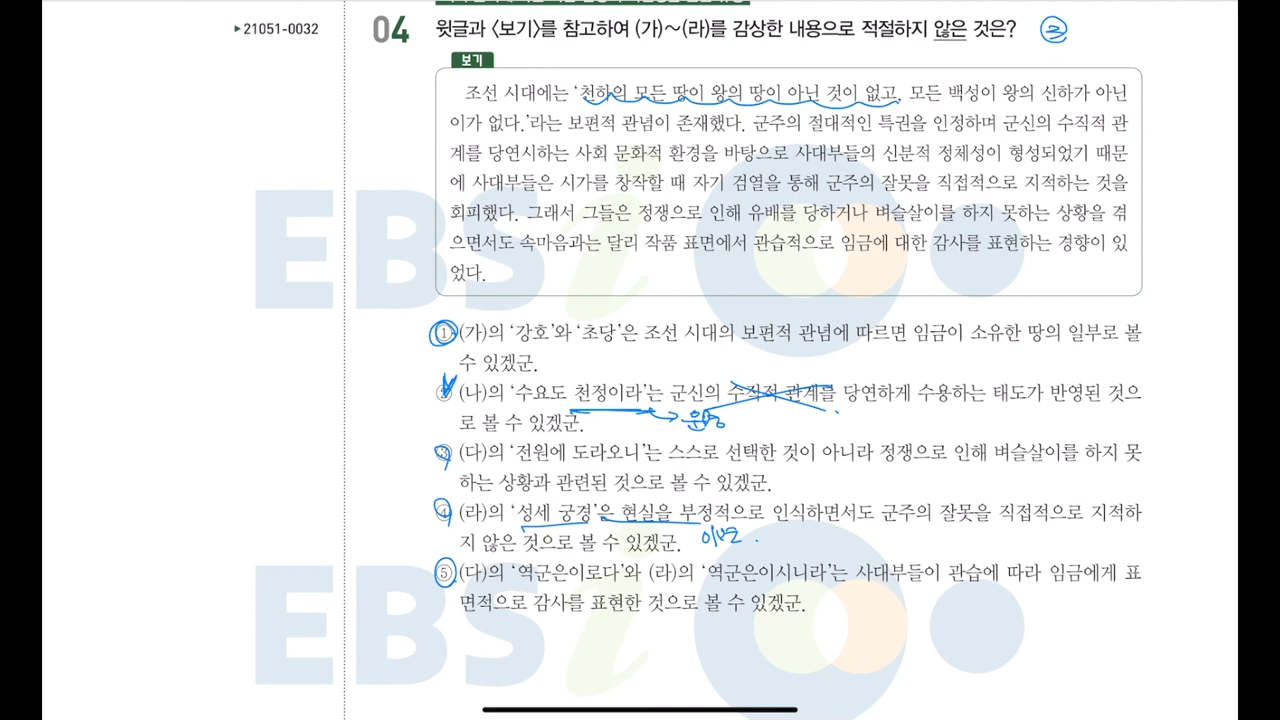 ▶21051-0032
04 윗글과 〈보기〉를 참고하여 (가)~(라)를 감상한 내용으로 적절하지 않은 것은? ②
보기
조선 시대에는 ‘천하의 모든 땅이 왕의 땅이 아닌 것이 없고, 모든 백성이 왕의 신하가 아닌
이가 없다.’라는 보편적 관념이 존재했다. 군주의 절대적인 특권을 인정하며 군신의 수직적 관
계를 당연시하는 사회 문화적 환경을 바탕으로 사대부들의 신분적 정체성이 형성되었기 때문
에 사대부들은 시가를 창작할 때 자기 검열을 통해 군주의 잘못을 직접적으로 지적하는 것을
회피했다. 그래서 그들은 정쟁으로 인해 유배를 당하거나 벼슬살이를 하지 못하는 상황을 겪
으면서도 속마음과는 달리 작품 표면에서 관습적으로 임금에 대한 감사를 표현하는 경향이 있
었다.
① (가)의 ‘강호’와 ‘초당’은 조선 시대의 보편적 관념에 따르면 임금이 소유한 땅의 일부로 볼
수 있겠군.
② (나)의 ‘수요도 천정이라’는 군신의 수직적 관계를 당연하게 수용하는 태도가 반영된 것으
로 볼 수 있겠군.
운명
③ (다)의 ‘전원에 도라오니’는 스스로 선택한 것이 아니라 정쟁으로 인해 벼슬살이를 하지 못
하는 상황과 관련된 것으로 볼 수 있겠군.
④ (라)의 ‘성세 궁경’은 현실을 부정적으로 인식하면서도 군주의 잘못을 직접적으로 지적하
지 않은 것으로 볼 수 있겠군.
⑤ (다)의 ‘역군은이로다’와 (라)의 ‘역군은이시니라’는 사대부들이 관습에 따라 임금에게 표
면적으로 감사를 표현한 것으로 볼 수 있겠군.
EBSi
EBSi